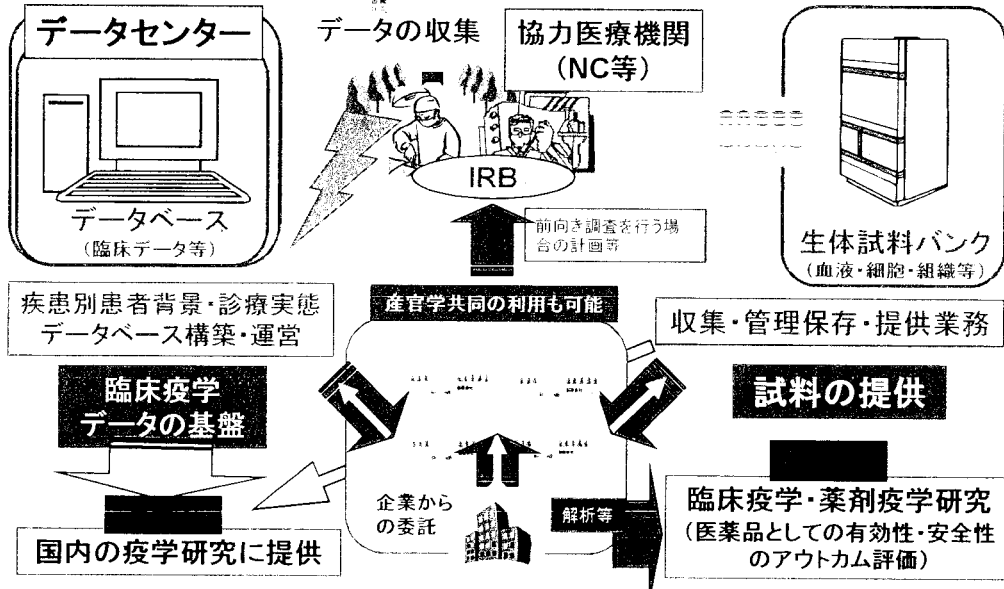 データセンター
データベース
(臨床データ等)
データの収集
協力医療機関
(NC等)
IRB
前向き調査を行う場
合の計画等
生体試料バンク
(血液・細胞・組織等)
疾患別患者背景・診療実態
データベース構築・運営
産官学共同の利用も可能
収集・管理保存・提供業務
臨床疫学
データの基盤
試料の提供
企業から
の委託
解析等
国内の疫学研究に提供
臨床疫学・薬剤疫学研究
(医薬品としての有効性・安全性
のアウトカム評価)